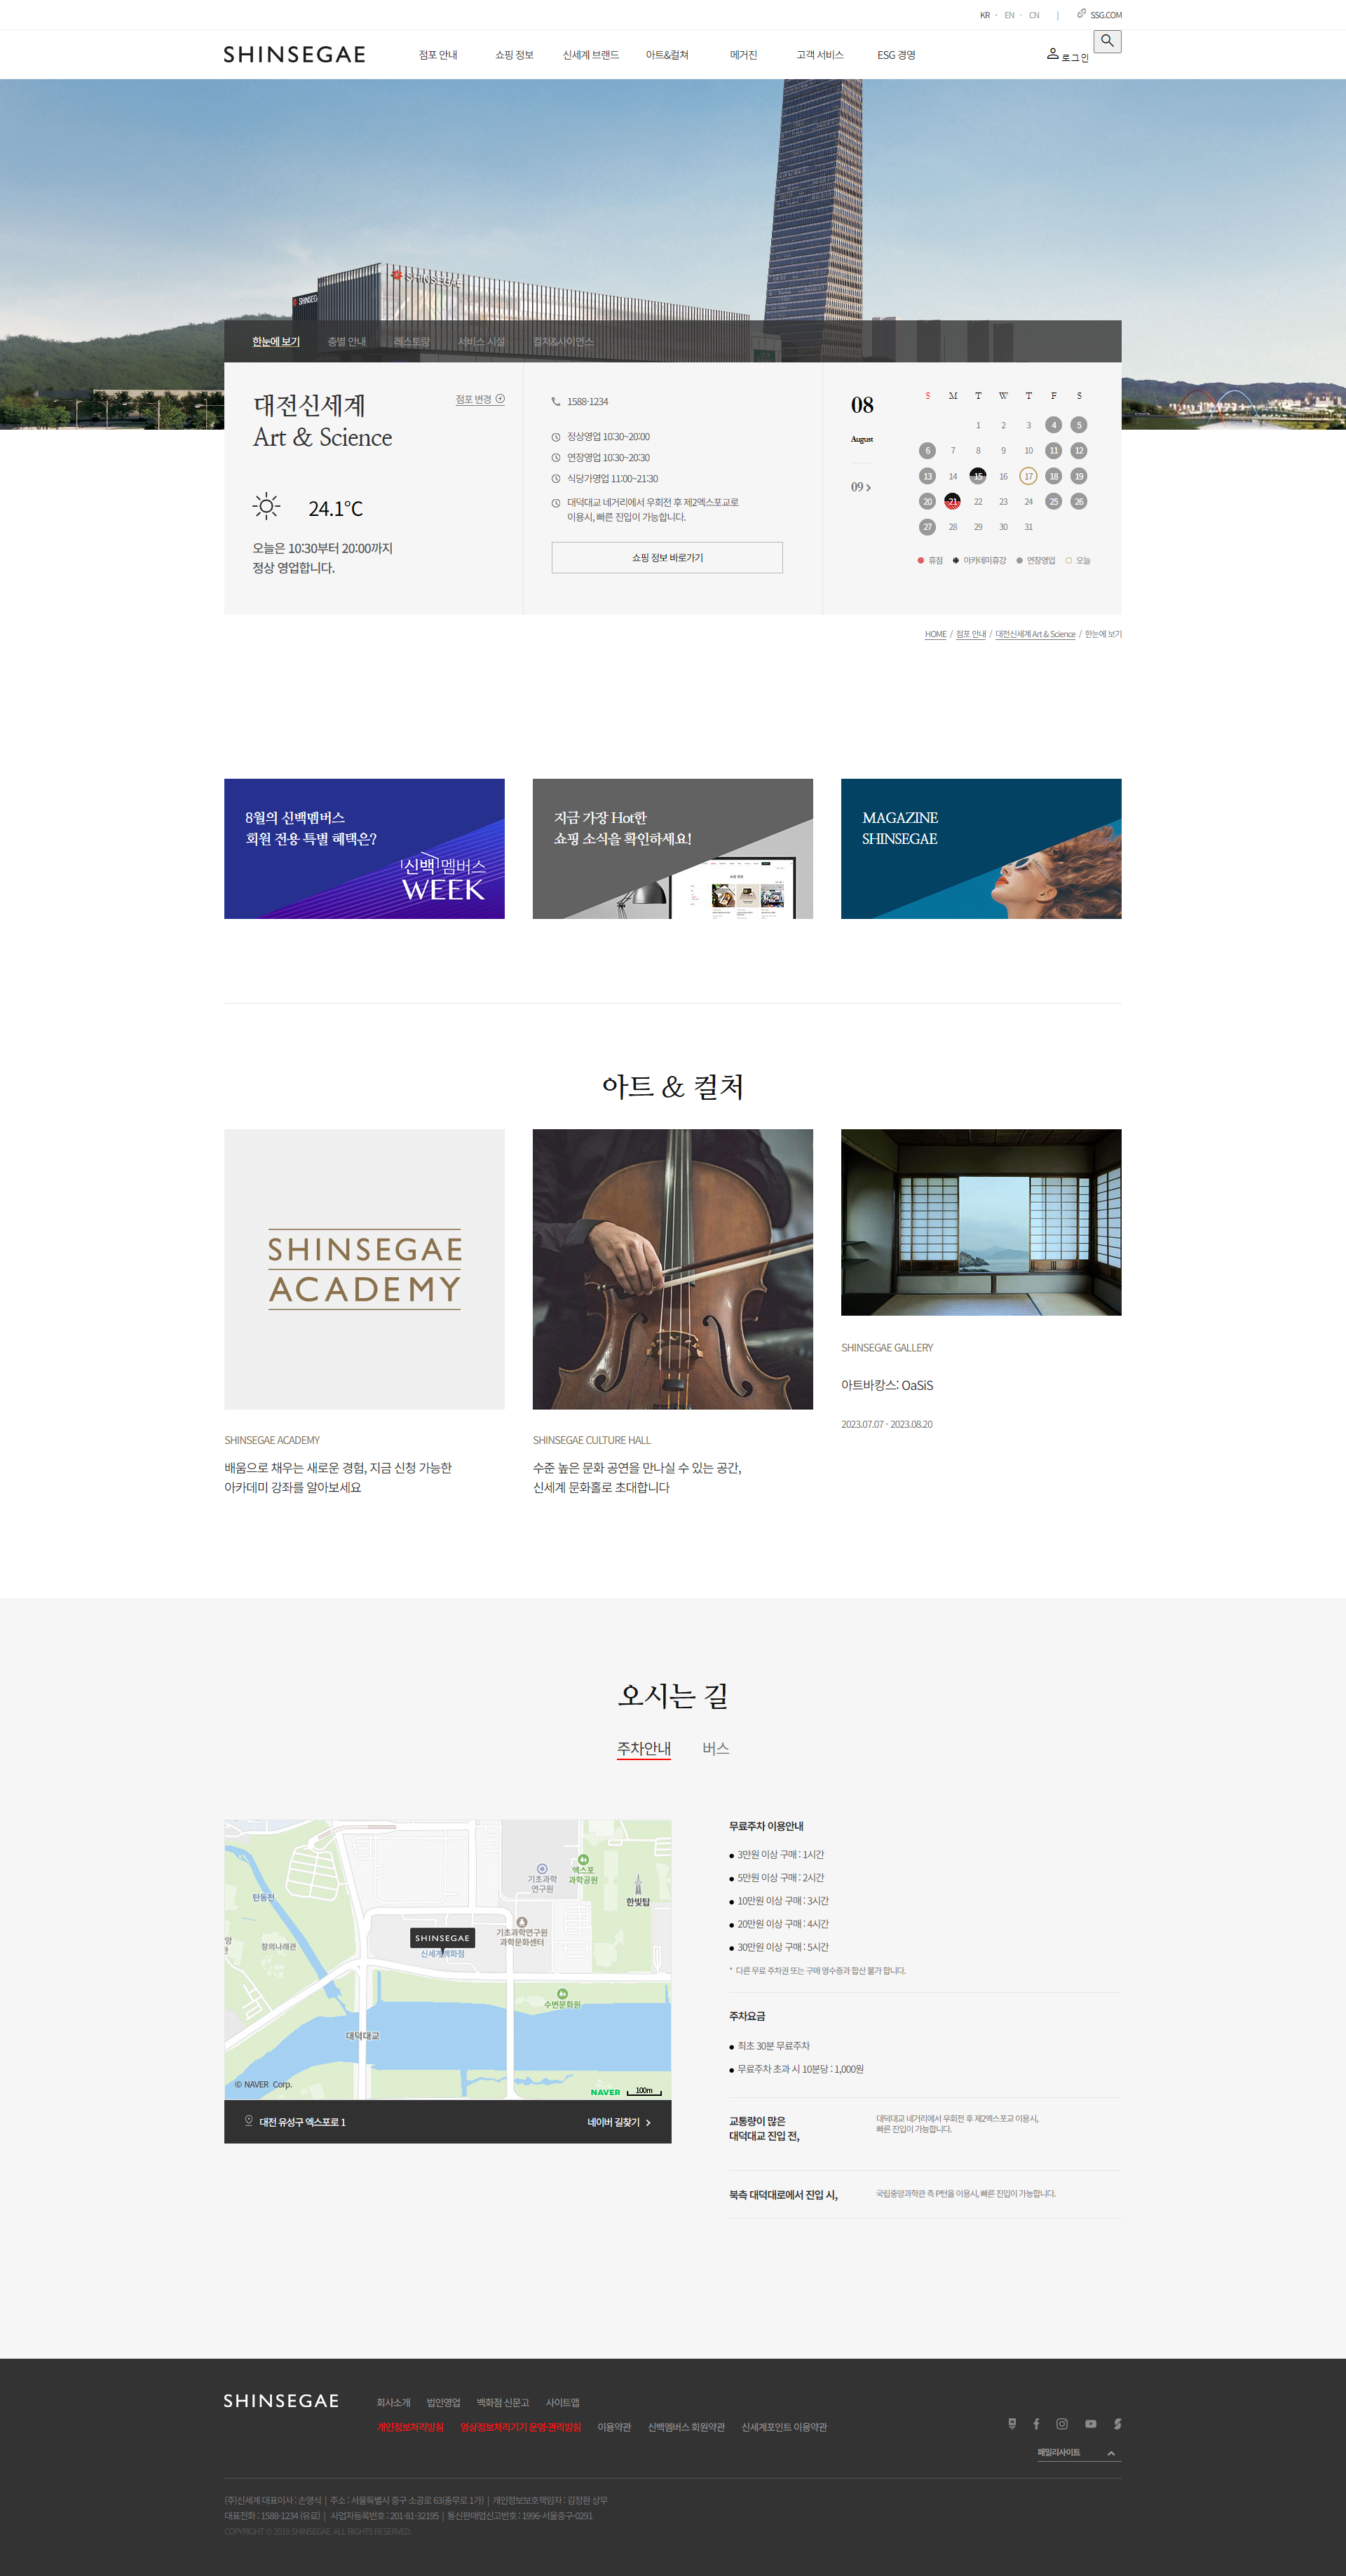 KR · EN · CN | SSG.COM
SHINSEGAE
점포 안내 쇼핑 정보 신세계 브랜드 아트&컬쳐 메거진 고객 서비스 ESG 경영
로그인
SHINSEGAE
한눈에 보기 층별 안내 레스토랑 서비스 시설 컬처&사이언스
대전신세계
Art & Science
점포 변경
24.1°C
오늘은 10:30부터 20:00까지
정상 영업합니다.
1588-1234
정상영업 10:30~20:00
연장영업 10:30~20:30
식당가영업 11:00~21:30
대덕대교 네거리에서 우회전 후 제2엑스포교로
이용시, 빠른 진입이 가능합니다.
쇼핑 정보 바로가기
08
August
09
S M T W T F S
1 2 3 4 5
6 7 8 9 10 11 12
13 14 15 16 17 18 19
20 21 22 23 24 25 26
27 28 29 30 31
휴점 아카데미휴강 연장영업 오늘
HOME / 점포 안내 / 대전신세계 Art & Science / 한눈에 보기
8월의 신백멤버스
회원 전용 특별 혜택은?
신백멤버스
WEEK
지금 가장 Hot한
쇼핑 소식을 확인하세요!
MAGAZINE
SHINSEGAE
아트 & 컬처
SHINSEGAE
ACADEMY
SHINSEGAE ACADEMY
배움으로 채우는 새로운 경험, 지금 신청 가능한
아카데미 강좌를 알아보세요
SHINSEGAE CULTURE HALL
수준 높은 문화 공연을 만나실 수 있는 공간,
신세계 문화홀로 초대합니다
SHINSEGAE GALLERY
아트바캉스: OaSiS
2023.07.07 - 2023.08.20
오시는 길
주차안내 버스
탄동천
창의나래관
기초과학
연구원
엑스포
과학공원
한빛탑
기초과학연구원
과학문화센터
SHINSEGAE
신세계백화점
수변문화원
대덕대교
© NAVER Corp.
NAVER 100m
대전 유성구 엑스포로 1
네이버 길찾기
무료주차 이용안내
3만원 이상 구매 : 1시간
5만원 이상 구매 : 2시간
10만원 이상 구매 : 3시간
20만원 이상 구매 : 4시간
30만원 이상 구매 : 5시간
* 다른 무료 주차권 또는 구매 영수증과 합산 불가 합니다.
주차요금
최초 30분 무료주차
무료주차 초과 시 10분당 : 1,000원
교통량이 많은
대덕대교 진입 전,
대덕대교 네거리에서 우회전 후 제2엑스포교 이용시,
빠른 진입이 가능합니다.
북측 대덕대로에서 진입 시,
국립중앙과학관 측 P턴을 이용시, 빠른 진입이 가능합니다.
SHINSEGAE
회사소개 법인영업 백화점 신문고 사이트맵
개인정보처리방침 영상정보처리기기 운영·관리방침 이용약관 신백멤버스 회원약관 신세계포인트 이용약관
패밀리사이트
(주)신세계 대표이사 : 손영식 | 주소 : 서울특별시 중구 소공로 63(충무로 1가) | 개인정보보호책임자 : 김정환 상무
대표전화 : 1588-1234 (유료) | 사업자등록번호 : 201-81-32195 | 통신판매업신고번호 : 1996-서울중구-0291
COPYRIGHT © 2019 SHINSEGAE. ALL RIGHTS RESERVED.